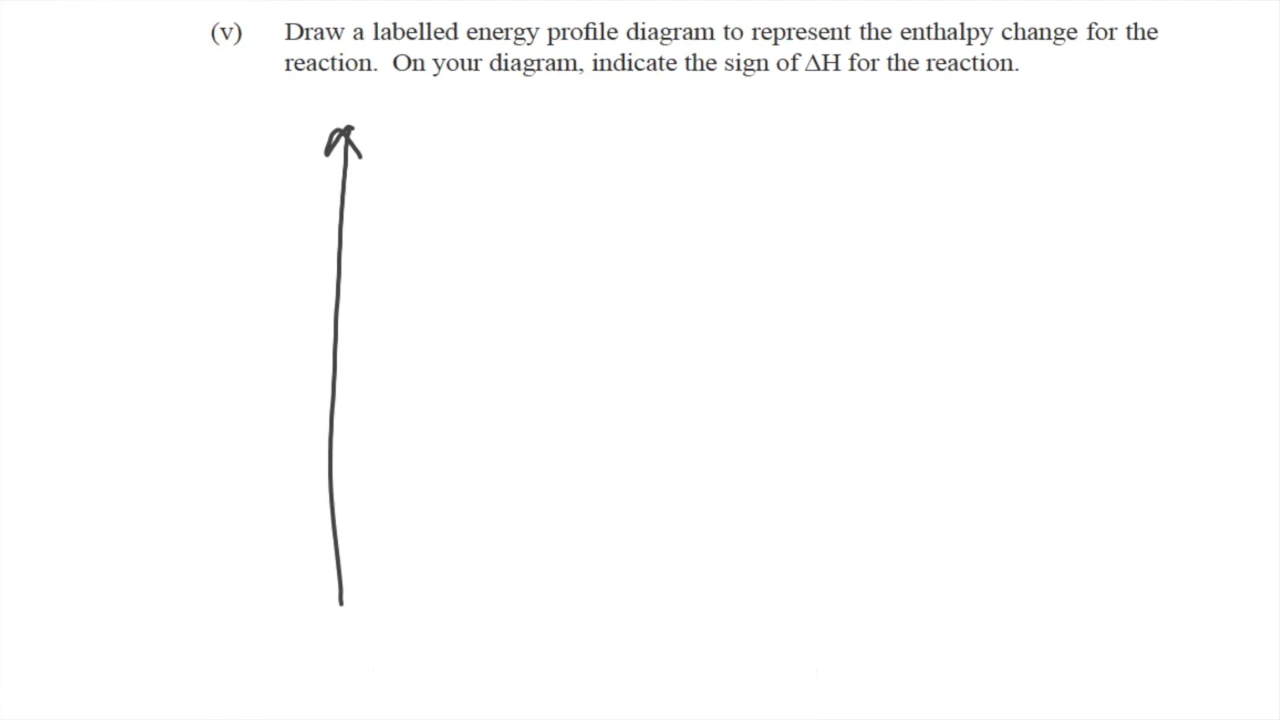 (v) Draw a labelled energy profile diagram to represent the enthalpy change for the
reaction. On your diagram, indicate the sign of ΔH for the reaction.